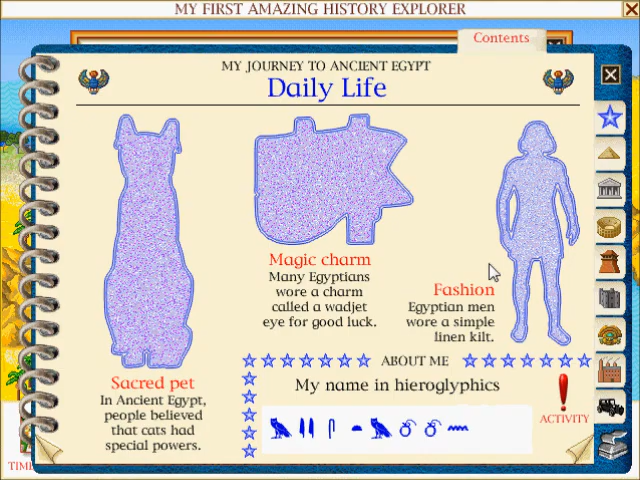 MY FIRST AMAZING HISTORY EXPLORER
Contents
MY JOURNEY TO ANCIENT EGYPT
Daily Life
Magic charm
Many Egyptians
wore a charm
called a wadjet
eye for good luck.
Fashion
Egyptian men
wore a simple
linen kilt.
Sacred pet
In Ancient Egypt,
people believed
that cats had
special powers.
ABOUT ME
My name in hieroglyphics
𓅓 𓇌 𓋴 𓏏 𓅓 𓍯 𓍯 𓈖
ACTIVITY
TIME